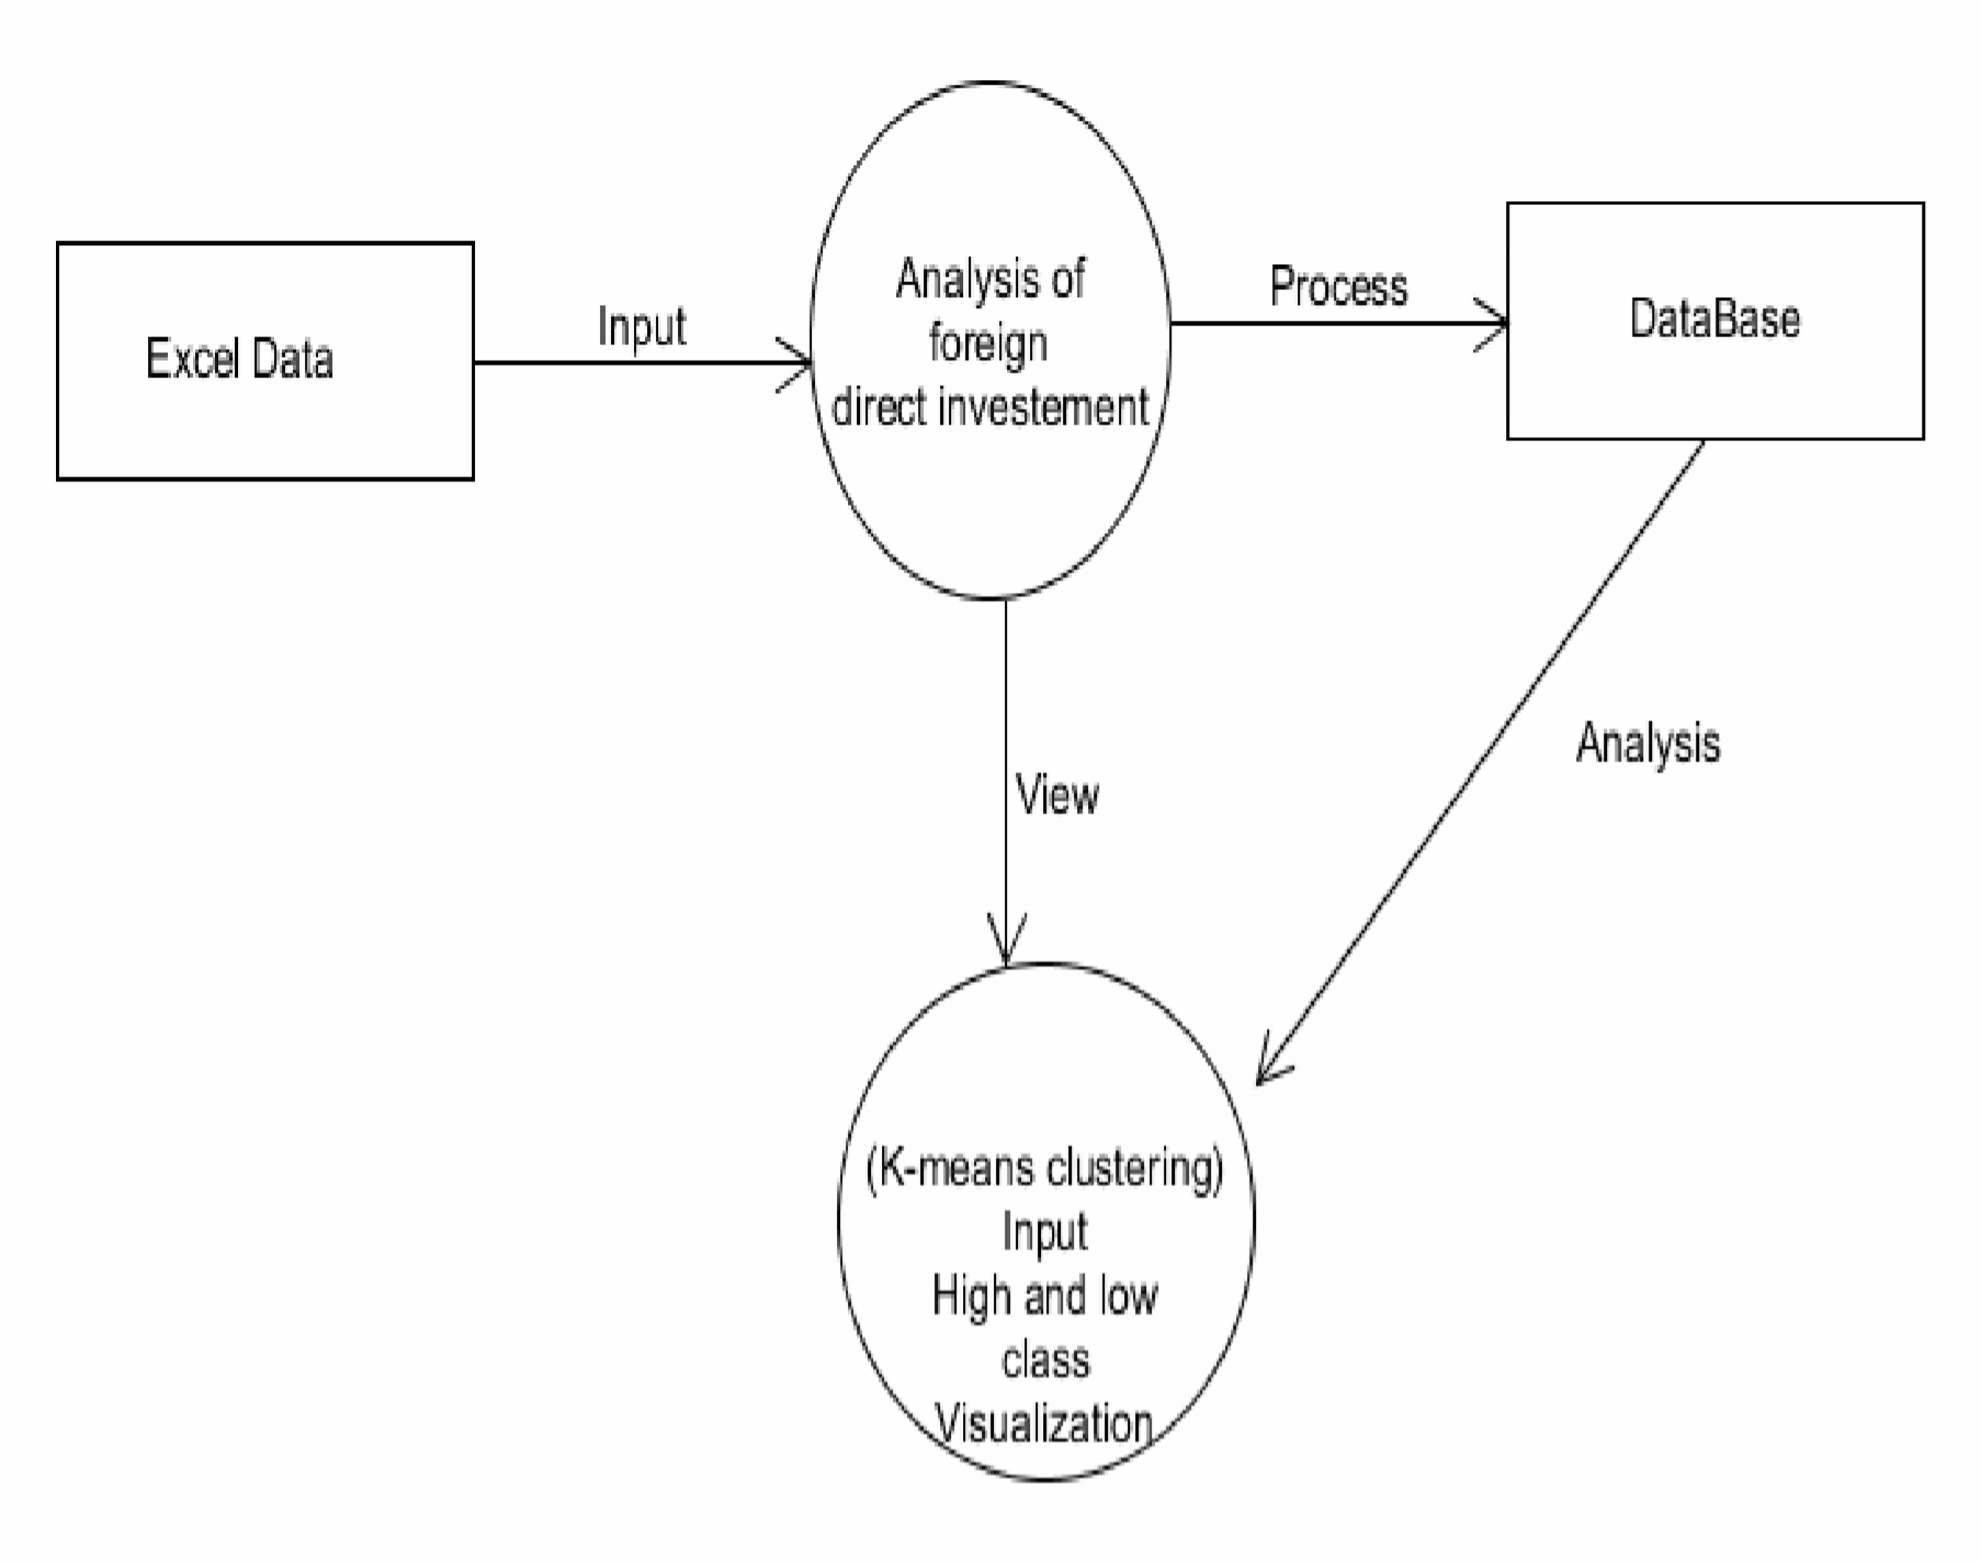 Excel Data
Input
Analysis of
foreign
direct investement
Process
DataBase
View
Analysis
(K-means clustering)
Input
High and low
class
Visualization